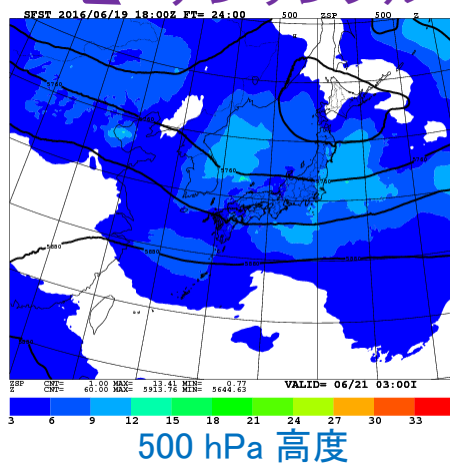 SFST 2016/06/19 18:00Z FT= 24:00 500 ZSP 500 Z
5880
5760
ZSP CNT= 1.00 MAX= 13.41 MIN= 0.77
Z CNT= 60.00 MAX= 5913.76 MIN= 5644.63
VALID= 06/21 03:00I
3 6 9 12 15 18 21 24 27 30 33
500 hPa 高度